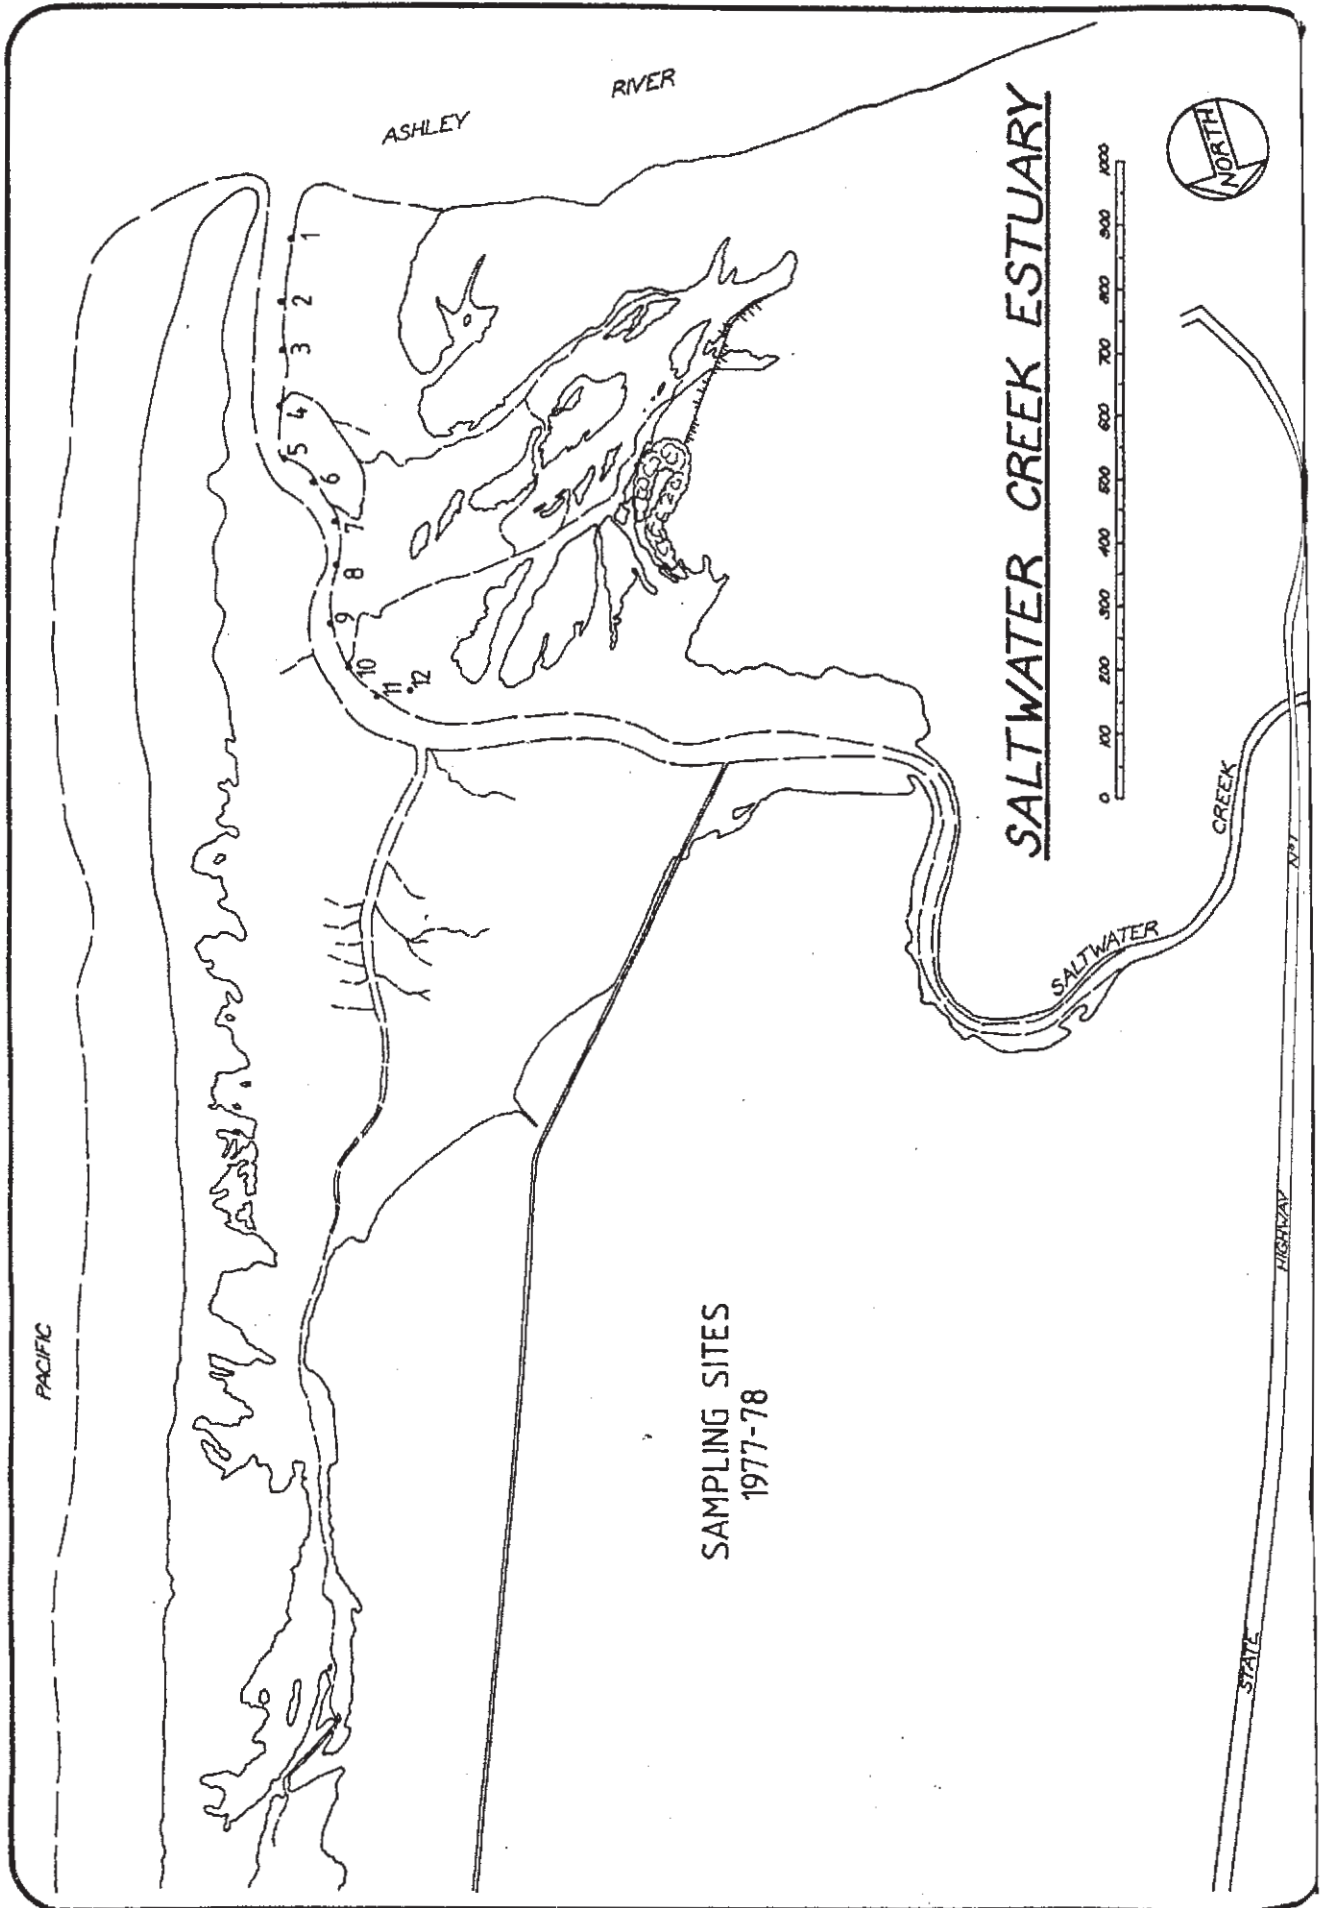 SALTWATER CREEK ESTUARY
0 100 200 300 400 500 600 700 800 900 1000
NORTH
SAMPLING SITES
1977-78
PACIFIC
ASHLEY RIVER
1
2
3
4
5
6
7
8
9
10
11
12
SALTWATER CREEK
STATE HIGHWAY Nº1